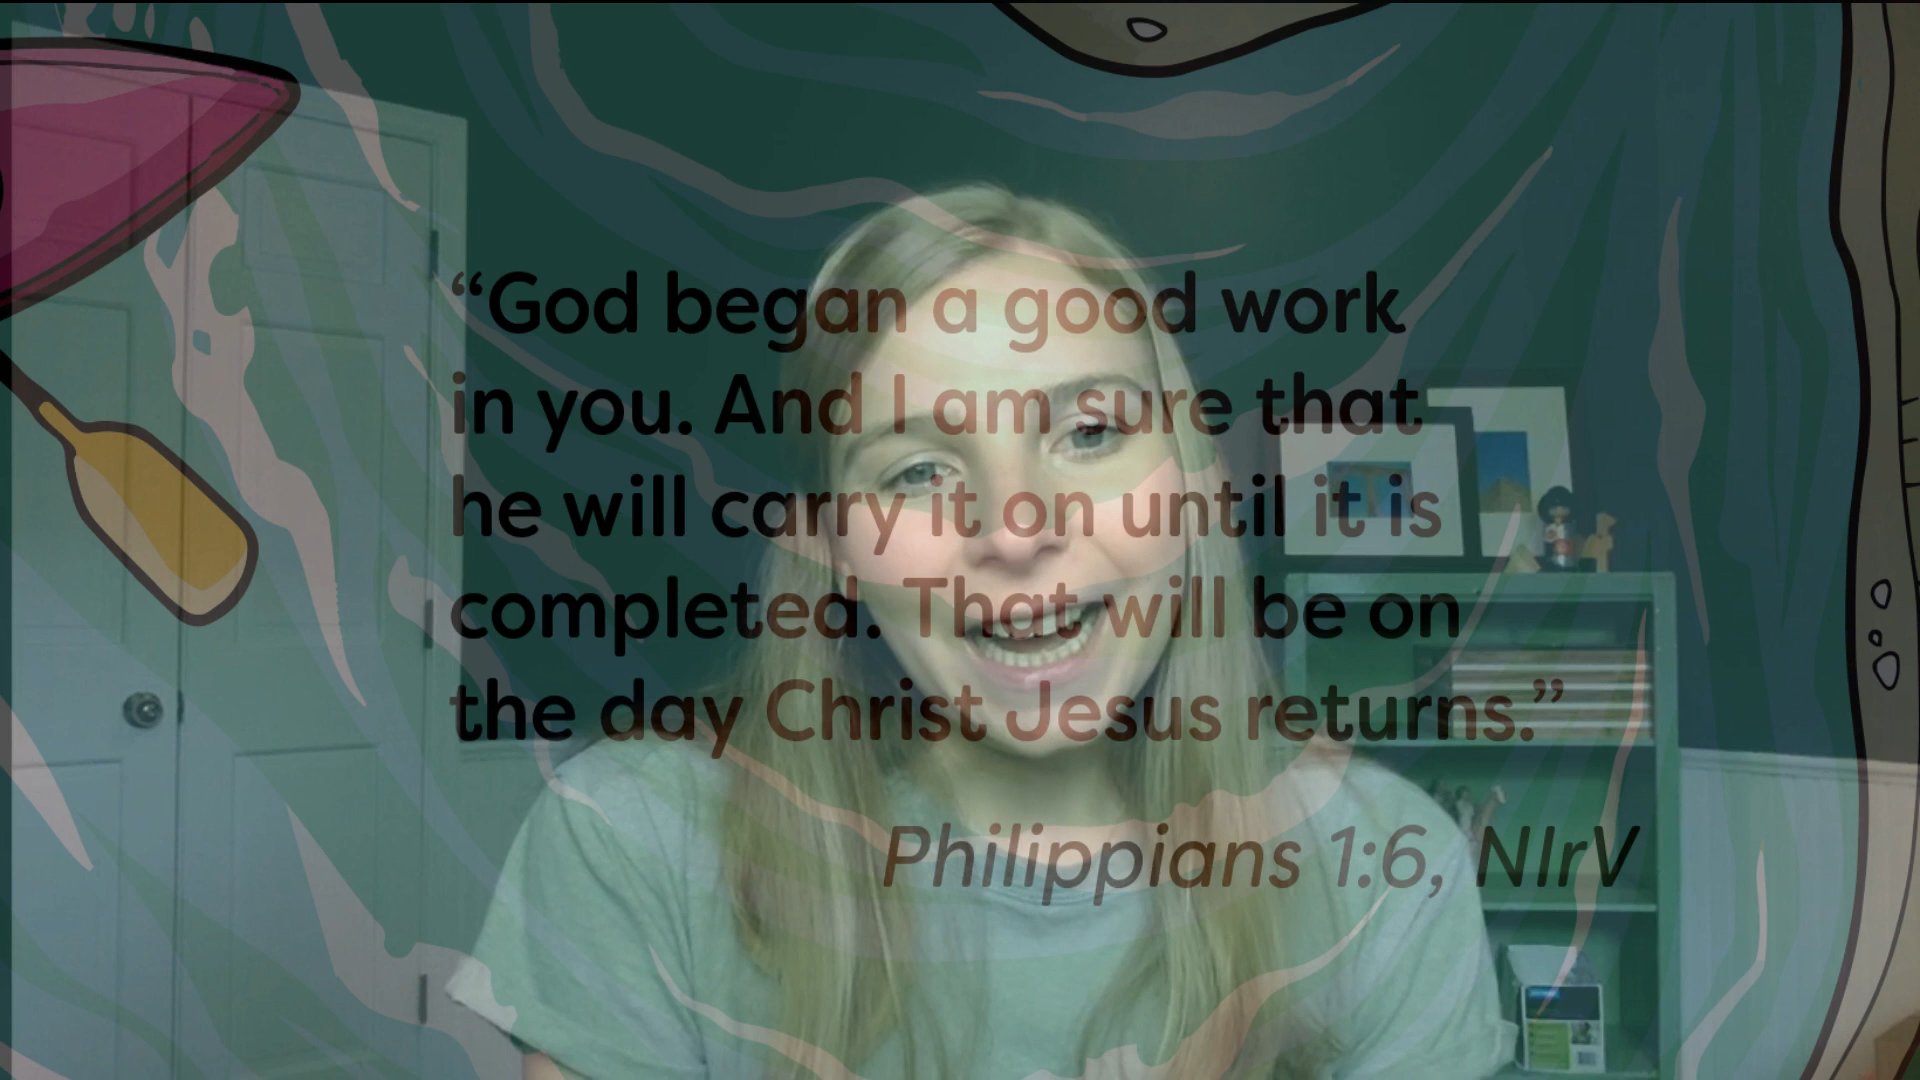 “God began a good work
in you. And I am sure that
he will carry it on until it is
completed. That will be on
the day Christ Jesus returns.”
Philippians 1:6, NIrV